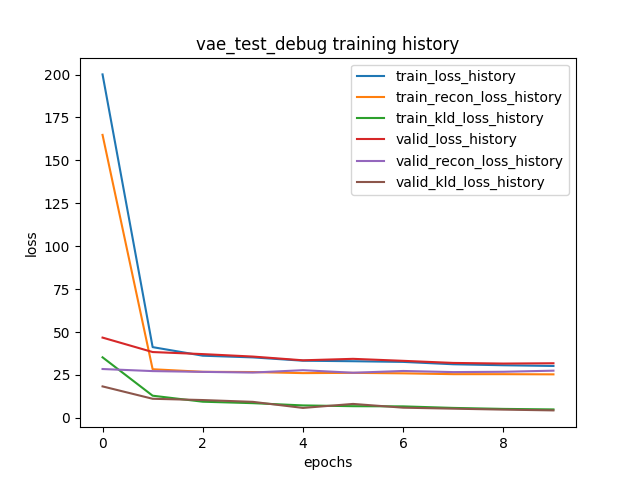 vae_test_debug training history
200
175
150
125
100
75
50
25
0
loss
train_loss_history
train_recon_loss_history
train_kld_loss_history
valid_loss_history
valid_recon_loss_history
valid_kld_loss_history
0 2 4 6 8
epochs